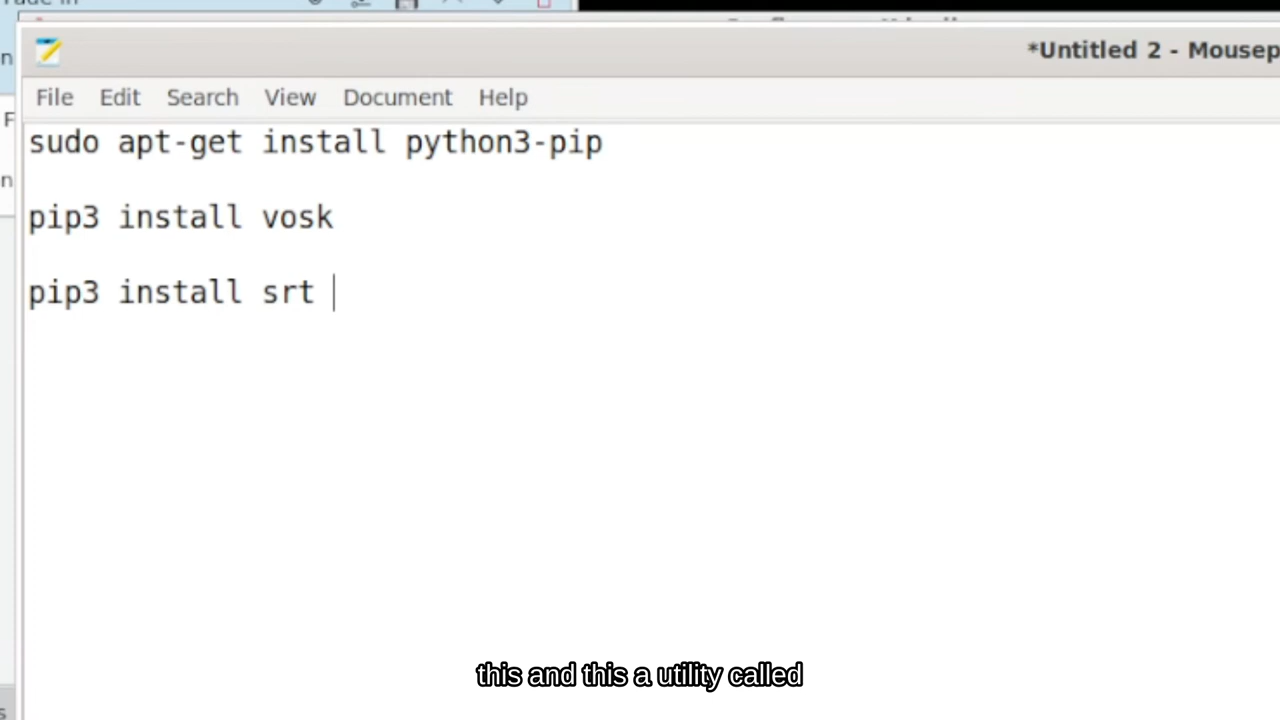 *Untitled 2 - Mousep
File Edit Search View Document Help
sudo apt-get install python3-pip
pip3 install vosk
pip3 install srt
this and this a utility called